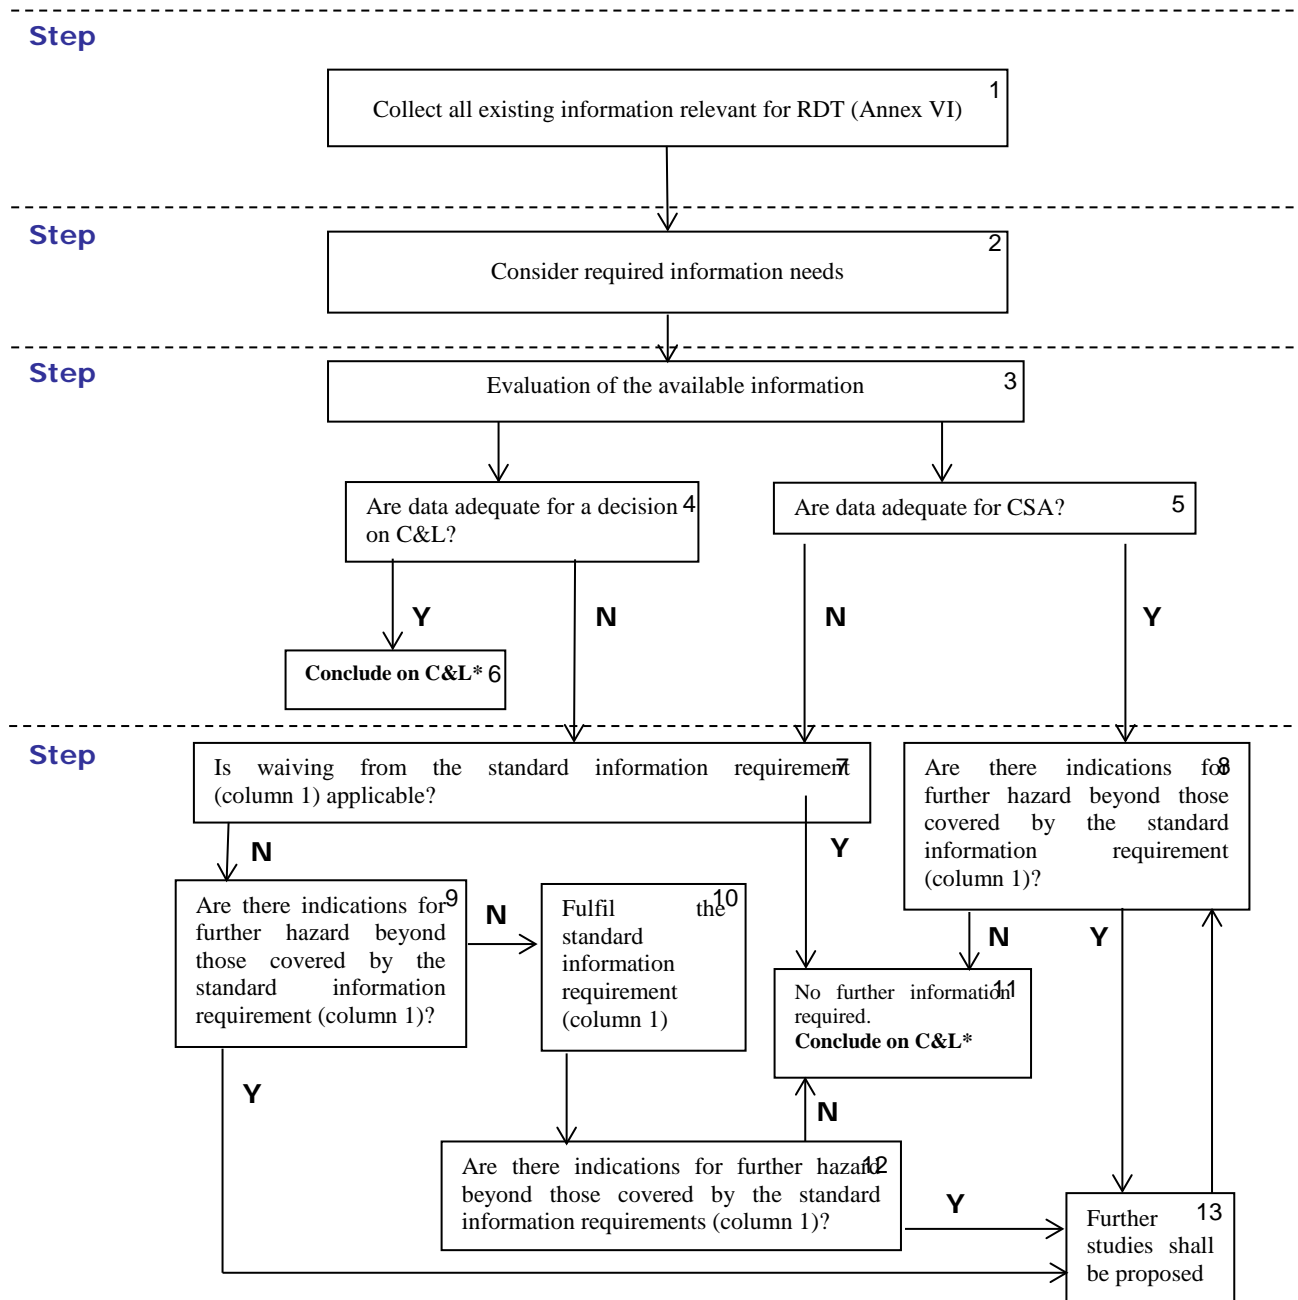 Step
1
Collect all existing information relevant for RDT (Annex VI)
Step
2
Consider required information needs
Step
3
Evaluation of the available information
Are data adequate for a decision 4
on C&L?
Are data adequate for CSA? 5
Y
N
N
Y
Conclude on C&L* 6
Step
Is waiving from the standard information requirement 7
(column 1) applicable?
Are there indications for 8
further hazard beyond those
covered by the standard
information requirement
(column 1)?
N
Y
Are there indications for 9
further hazard beyond
those covered by the
standard information
requirement (column 1)?
N
Fulfil the 10
standard
information
requirement
(column 1)
N
Y
No further information 11
required.
Conclude on C&L*
Y
N
Are there indications for further hazard 12
beyond those covered by the standard
information requirements (column 1)?
Y
Further 13
studies shall
be proposed